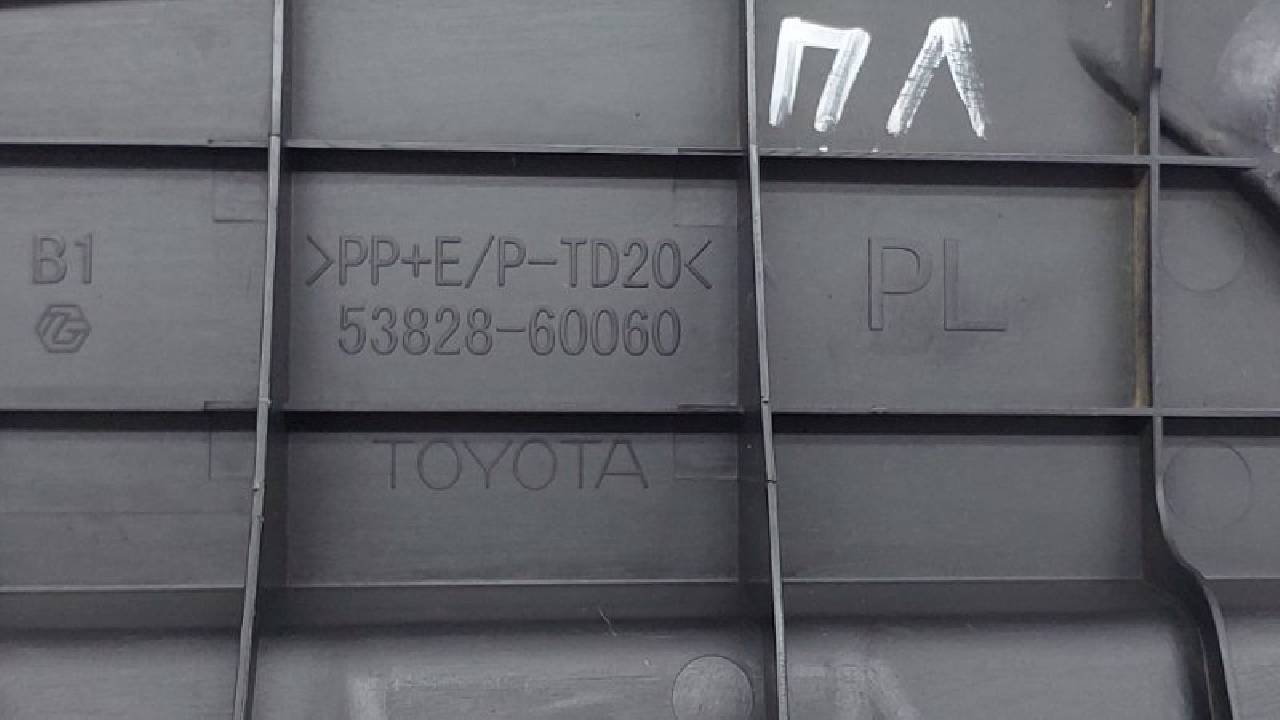 ПЛ
B1
>PP+E/P-TD20<
53828-60060
PL
TOYOTA